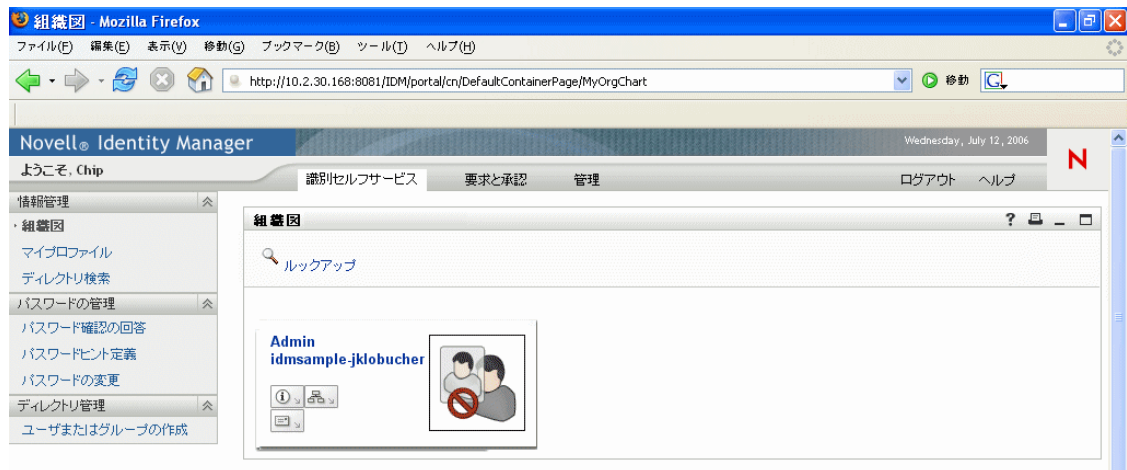 組織図 - Mozilla Firefox
ファイル(F) 編集(E) 表示(V) 移動(G) ブックマーク(B) ツール(T) ヘルプ(H)
http://10.2.30.168:8081/IDM/portal/cn/DefaultContainerPage/MyOrgChart 移動 G
Novell® Identity Manager Wednesday, July 12, 2006 N
ようこそ, Chip 識別セルフサービス 要求と承認 管理 ログアウト ヘルプ
情報管理
組織図
マイプロファイル
ディレクトリ検索
パスワードの管理
パスワード確認の回答
パスワードヒント定義
パスワードの変更
ディレクトリ管理
ユーザまたはグループの作成
組織図 ?
ルックアップ
Admin
idmsample-jklobucher